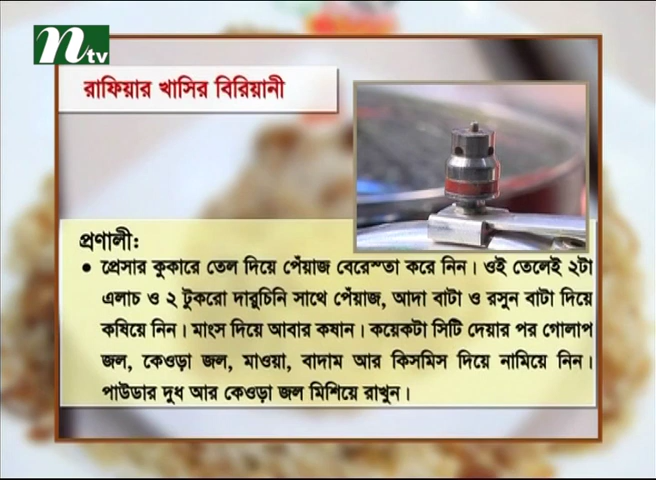 ntv
রাফিয়ার খাসির বিরিয়ানী
প্রণালী:
• প্রেসার কুকারে তেল দিয়ে পেঁয়াজ বেরেস্তা করে নিন। ওই তেলেই ২টা
এলাচ ও ২ টুকরো দারুচিনি সাথে পেঁয়াজ, আদা বাটা ও রসুন বাটা দিয়ে
কষিয়ে নিন। মাংস দিয়ে আবার কষান। কয়েকটা সিটি দেয়ার পর গোলাপ
জল, কেওড়া জল, মাওয়া, বাদাম আর কিসমিস দিয়ে নামিয়ে নিন।
পাউডার দুধ আর কেওড়া জল মিশিয়ে রাখুন।